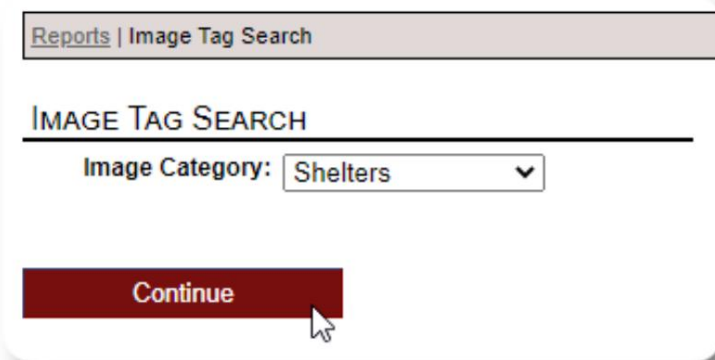 Reports | Image Tag Search
IMAGE TAG SEARCH
Image Category: Shelters
Continue